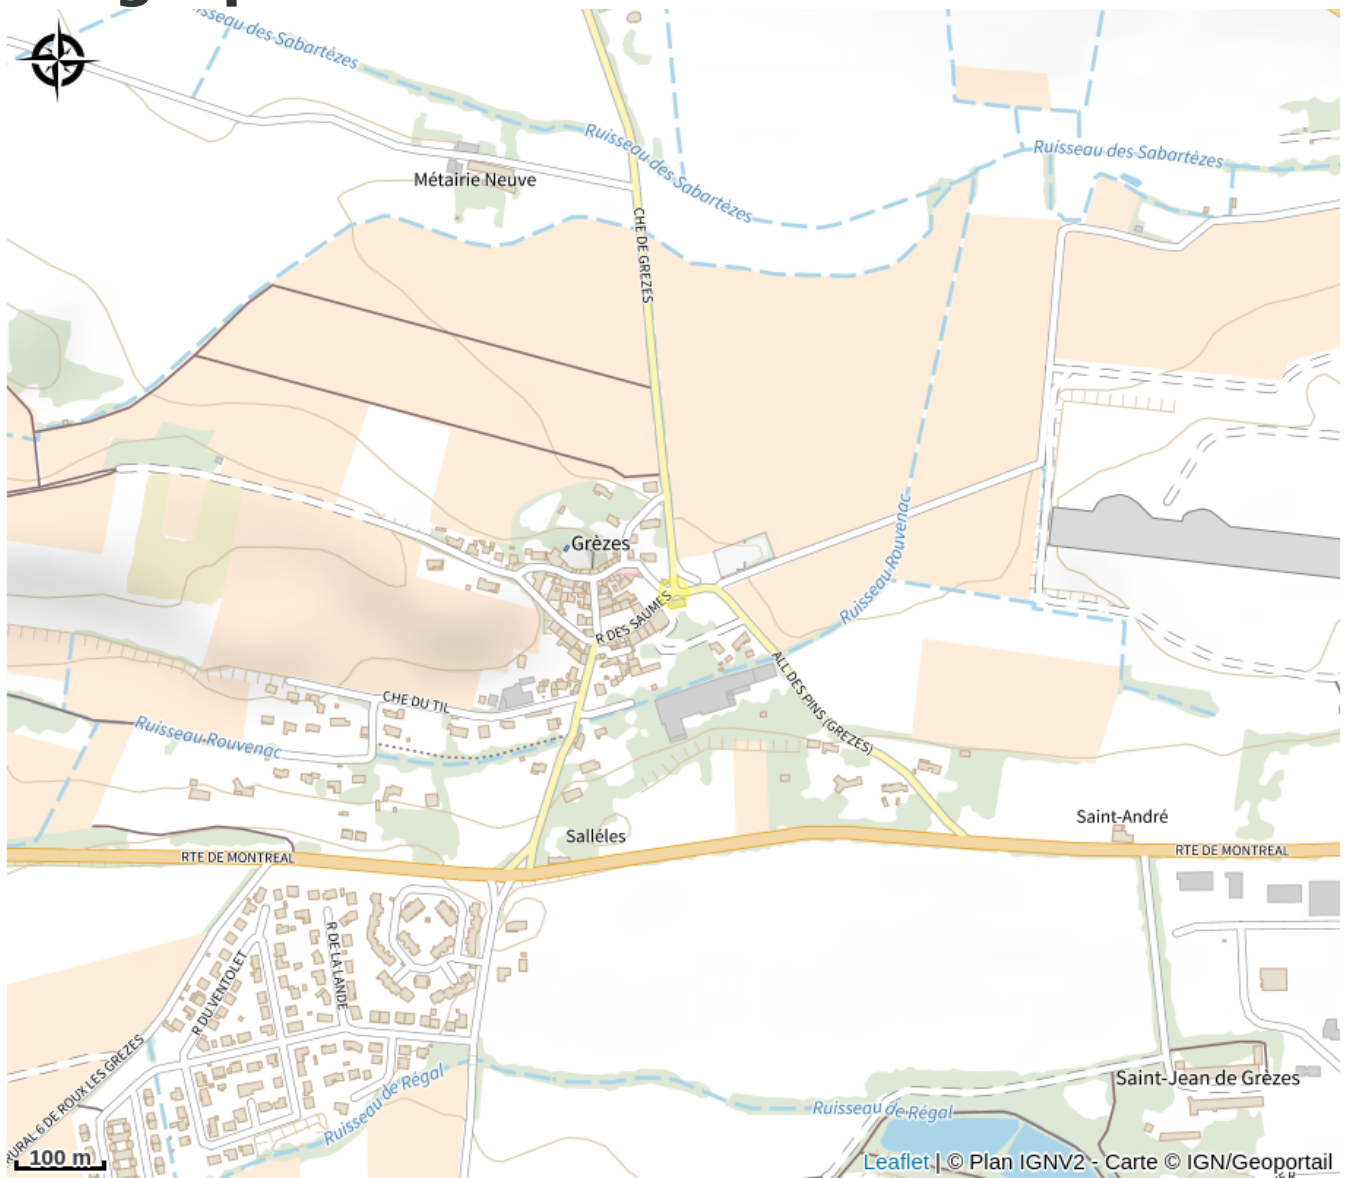 Ruisseau des Sabartèzes
Ruisseau des Sabartèzes
Ruisseau des Sabartèzes
Métairie Neuve
CHE DE GREZES
Grèzes
Ruisseau Rouvenac
R DES SAUMES
ALL DES PINS (GREZES)
CHE DU TIL
Ruisseau Rouvenac
Saint-André
Salléles
RTE DE MONTREAL
RTE DE MONTREAL
R DE LA LANDE
R DU VENTOLET
RURAL 6 DE ROUX LES GREZES
Ruisseau de Régal
Saint-Jean de Grèzes
Ruisseau de Régal
100 m
Leaflet | © Plan IGNV2 - Carte © IGN/Geoportail